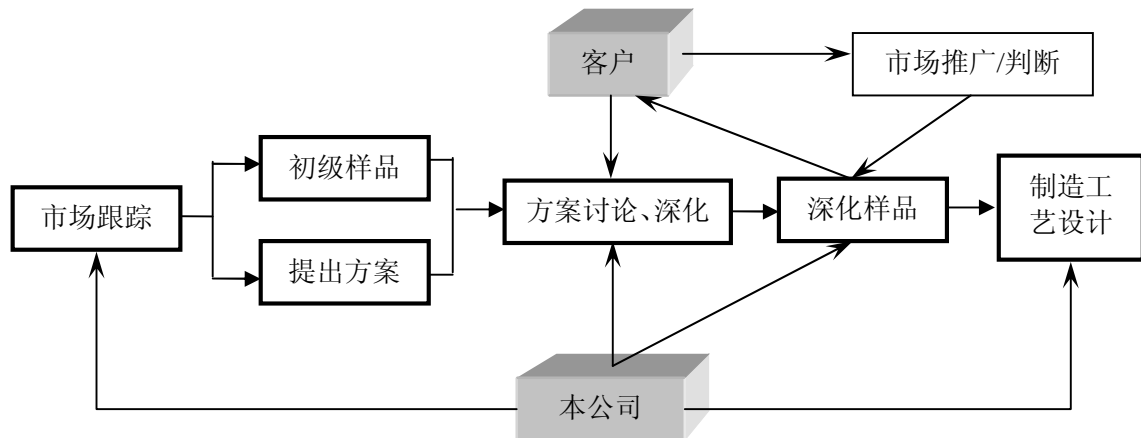 客户
市场推广/判断
初级样品
市场跟踪
方案讨论、深化
深化样品
制造工
艺设计
提出方案
本公司